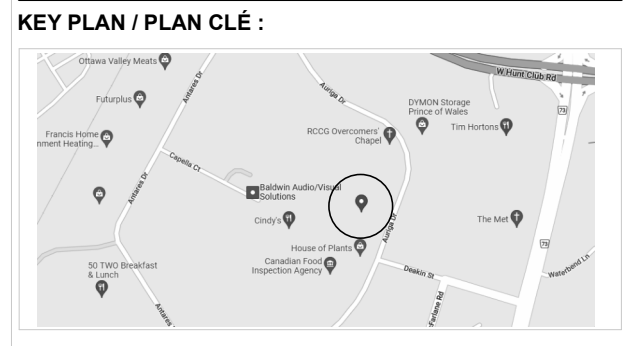 KEY PLAN / PLAN CLÉ :
Ottawa Valley Meats
W Hunt Club Rd
Antares Dr
Auriga Dr
Futurplus
DYMON Storage
Prince of Wales
73
RCCG Overcomers'
Chapel
Tim Hortons
Francis Home
nment Heating...
Capella Ct
Antares Dr
Baldwin Audio/Visual
Solutions
Cindy's
The Met
Auriga Dr
House of Plants
73
Canadian Food
Inspection Agency
50 TWO Breakfast
& Lunch
Deakin St
Waterbend Ln
Antares D
cFarlane Rd